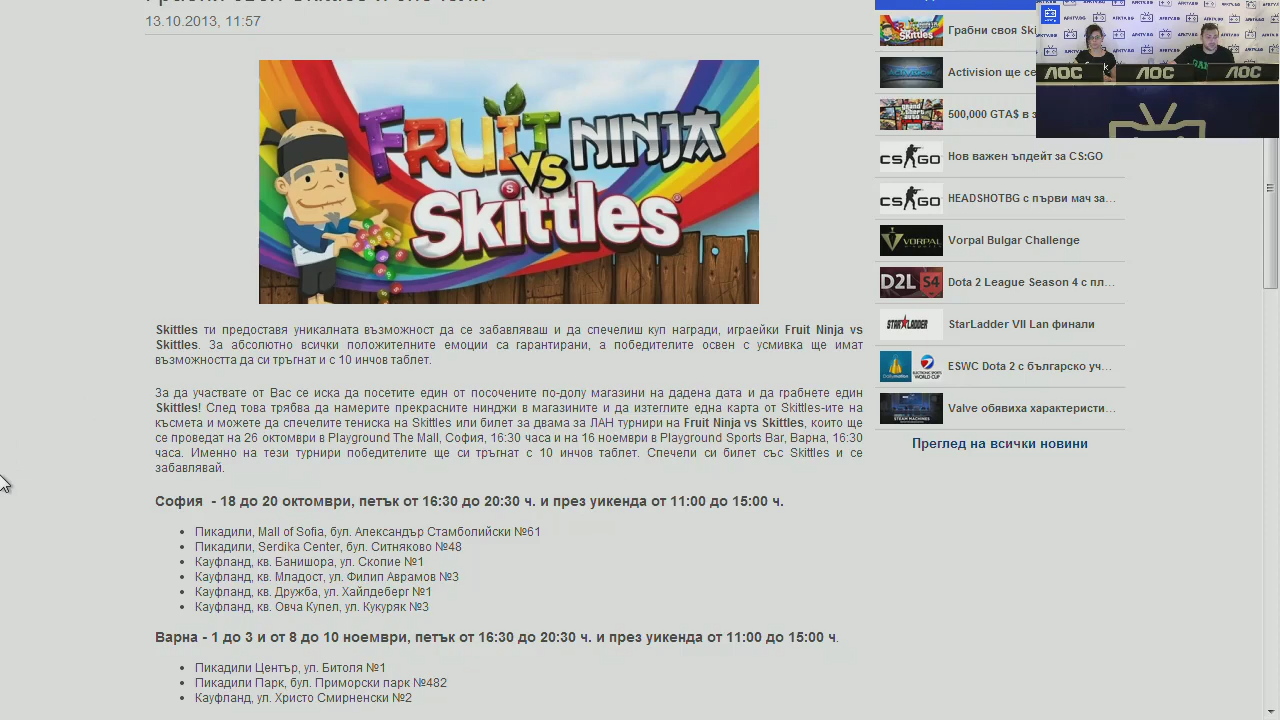 13.10.2013, 11:57
FRUIT NINJA
VS
Skittles
Skittles ти предоставя уникалната възможност да се забавляваш и да спечелиш куп награди, играейки Fruit Ninja vs
Skittles. За абсолютно всички положителните емоции са гарантирани, а победителите освен с усмивка ще имат
възможността да си тръгнат и с 10 инчов таблет.
За да участвате от Вас се иска да посетите един от посочените по-долу магазини на дадена дата и да грабнете един
Skittles! След това трябва да намерите прекрасните нинджи в магазините и да изтеглите една карта от Skittles-ите на
късмета. Можете да спечелите тениска на Skittles или билет за двама за ЛАН турнири на Fruit Ninja vs Skittles, които ще
се проведат на 26 октомври в Playground The Mall, София, 16:30 часа и на 16 ноември в Playground Sports Bar, Варна, 16:30
часа. Именно на тези турнири победителите ще си тръгнат с 10 инчов таблет. Спечели си билет със Skittles и се
забавлявай.
София - 18 до 20 октомври, петък от 16:30 до 20:30 ч. и през уикенда от 11:00 до 15:00 ч.
Пикадили, Mall of Sofia, бул. Александър Стамболийски №61
Пикадили, Serdika Center, бул. Ситняково №48
Кауфланд, кв. Банишора, ул. Скопие №1
Кауфланд, кв. Младост, ул. Филип Аврамов №3
Кауфланд, кв. Дружба, ул. Хайлдеберг №1
Кауфланд, кв. Овча Купел, ул. Кукуряк №3
Варна - 1 до 3 и от 8 до 10 ноември, петък от 16:30 до 20:30 ч. и през уикенда от 11:00 до 15:00 ч.
Пикадили Център, ул. Битоля №1
Пикадили Парк, бул. Приморски парк №482
Кауфланд, ул. Христо Смирненски №2
Грабни своя Ski
Activision ще се
500,000 GTA$ в з
CS GO Нов важен ъпдейт за CS:GO
CS GO HEADSHOTBG с първи мач за...
VORPAL Vorpal Bulgar Challenge
D2L S4 Dota 2 League Season 4 с пл...
STARLADDER StarLadder VII Lan финали
ESWC Dota 2 с българско уч...
Valve обявиха характеристи...
Преглед на всички новини
AFKTV.BG
AOC AOC AOC